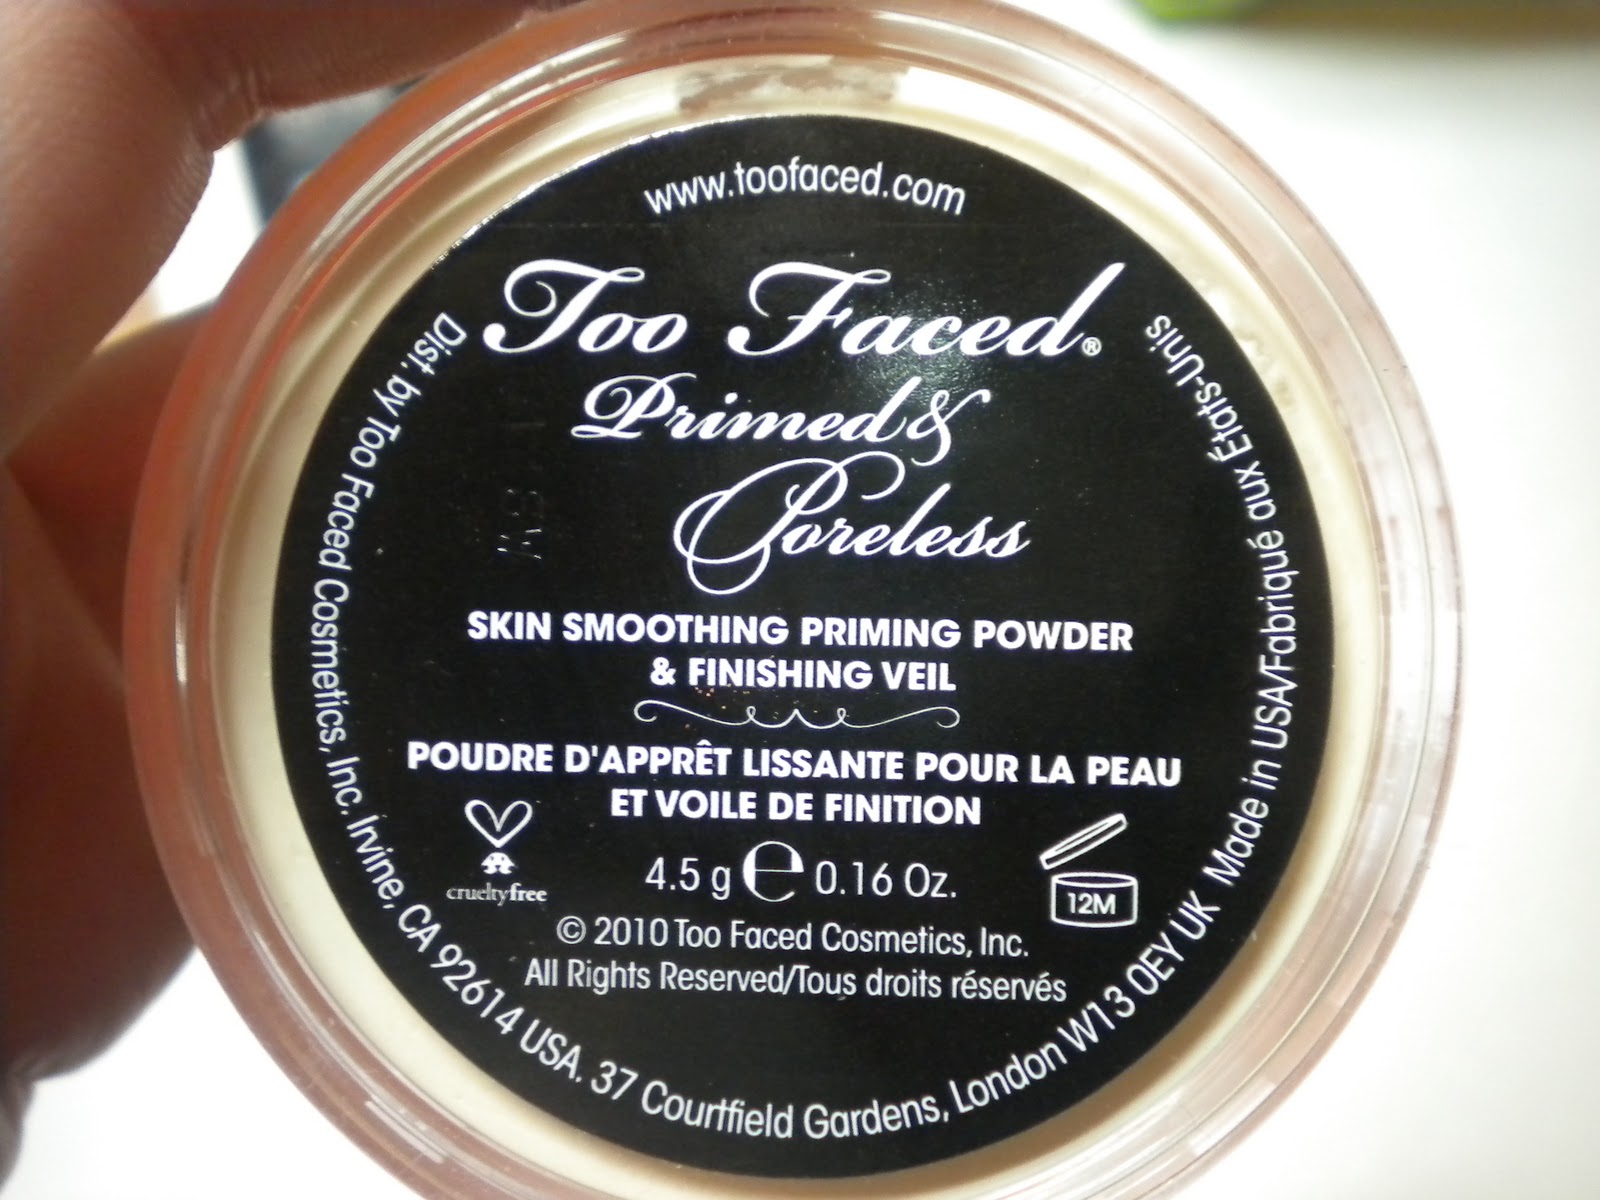 www.toofaced.com
Too Faced®
Primed &
Poreless
SKIN SMOOTHING PRIMING POWDER
& FINISHING VEIL
POUDRE D'APPRÊT LISSANTE POUR LA PEAU
ET VOILE DE FINITION
crueltyfree
4.5 g e 0.16 Oz.
12M
© 2010 Too Faced Cosmetics, Inc.
All Rights Reserved/Tous droits réservés
Dist. by Too Faced Cosmetics, Inc. Irvine, CA 92614 USA. 37 Courtfield Gardens, London W13 0EY UK Made in USA/Fabriqué aux États-Unis